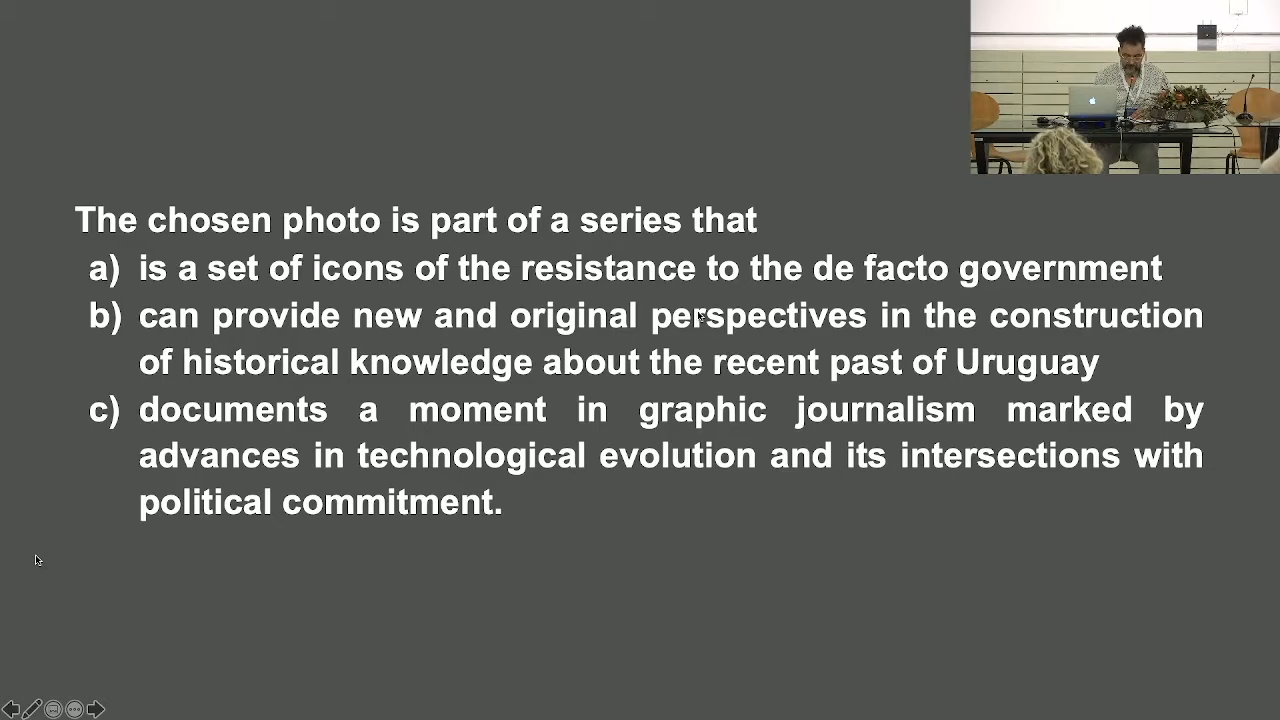 The chosen photo is part of a series that
a) is a set of icons of the resistance to the de facto government
b) can provide new and original perspectives in the construction
of historical knowledge about the recent past of Uruguay
c) documents a moment in graphic journalism marked by
advances in technological evolution and its intersections with
political commitment.